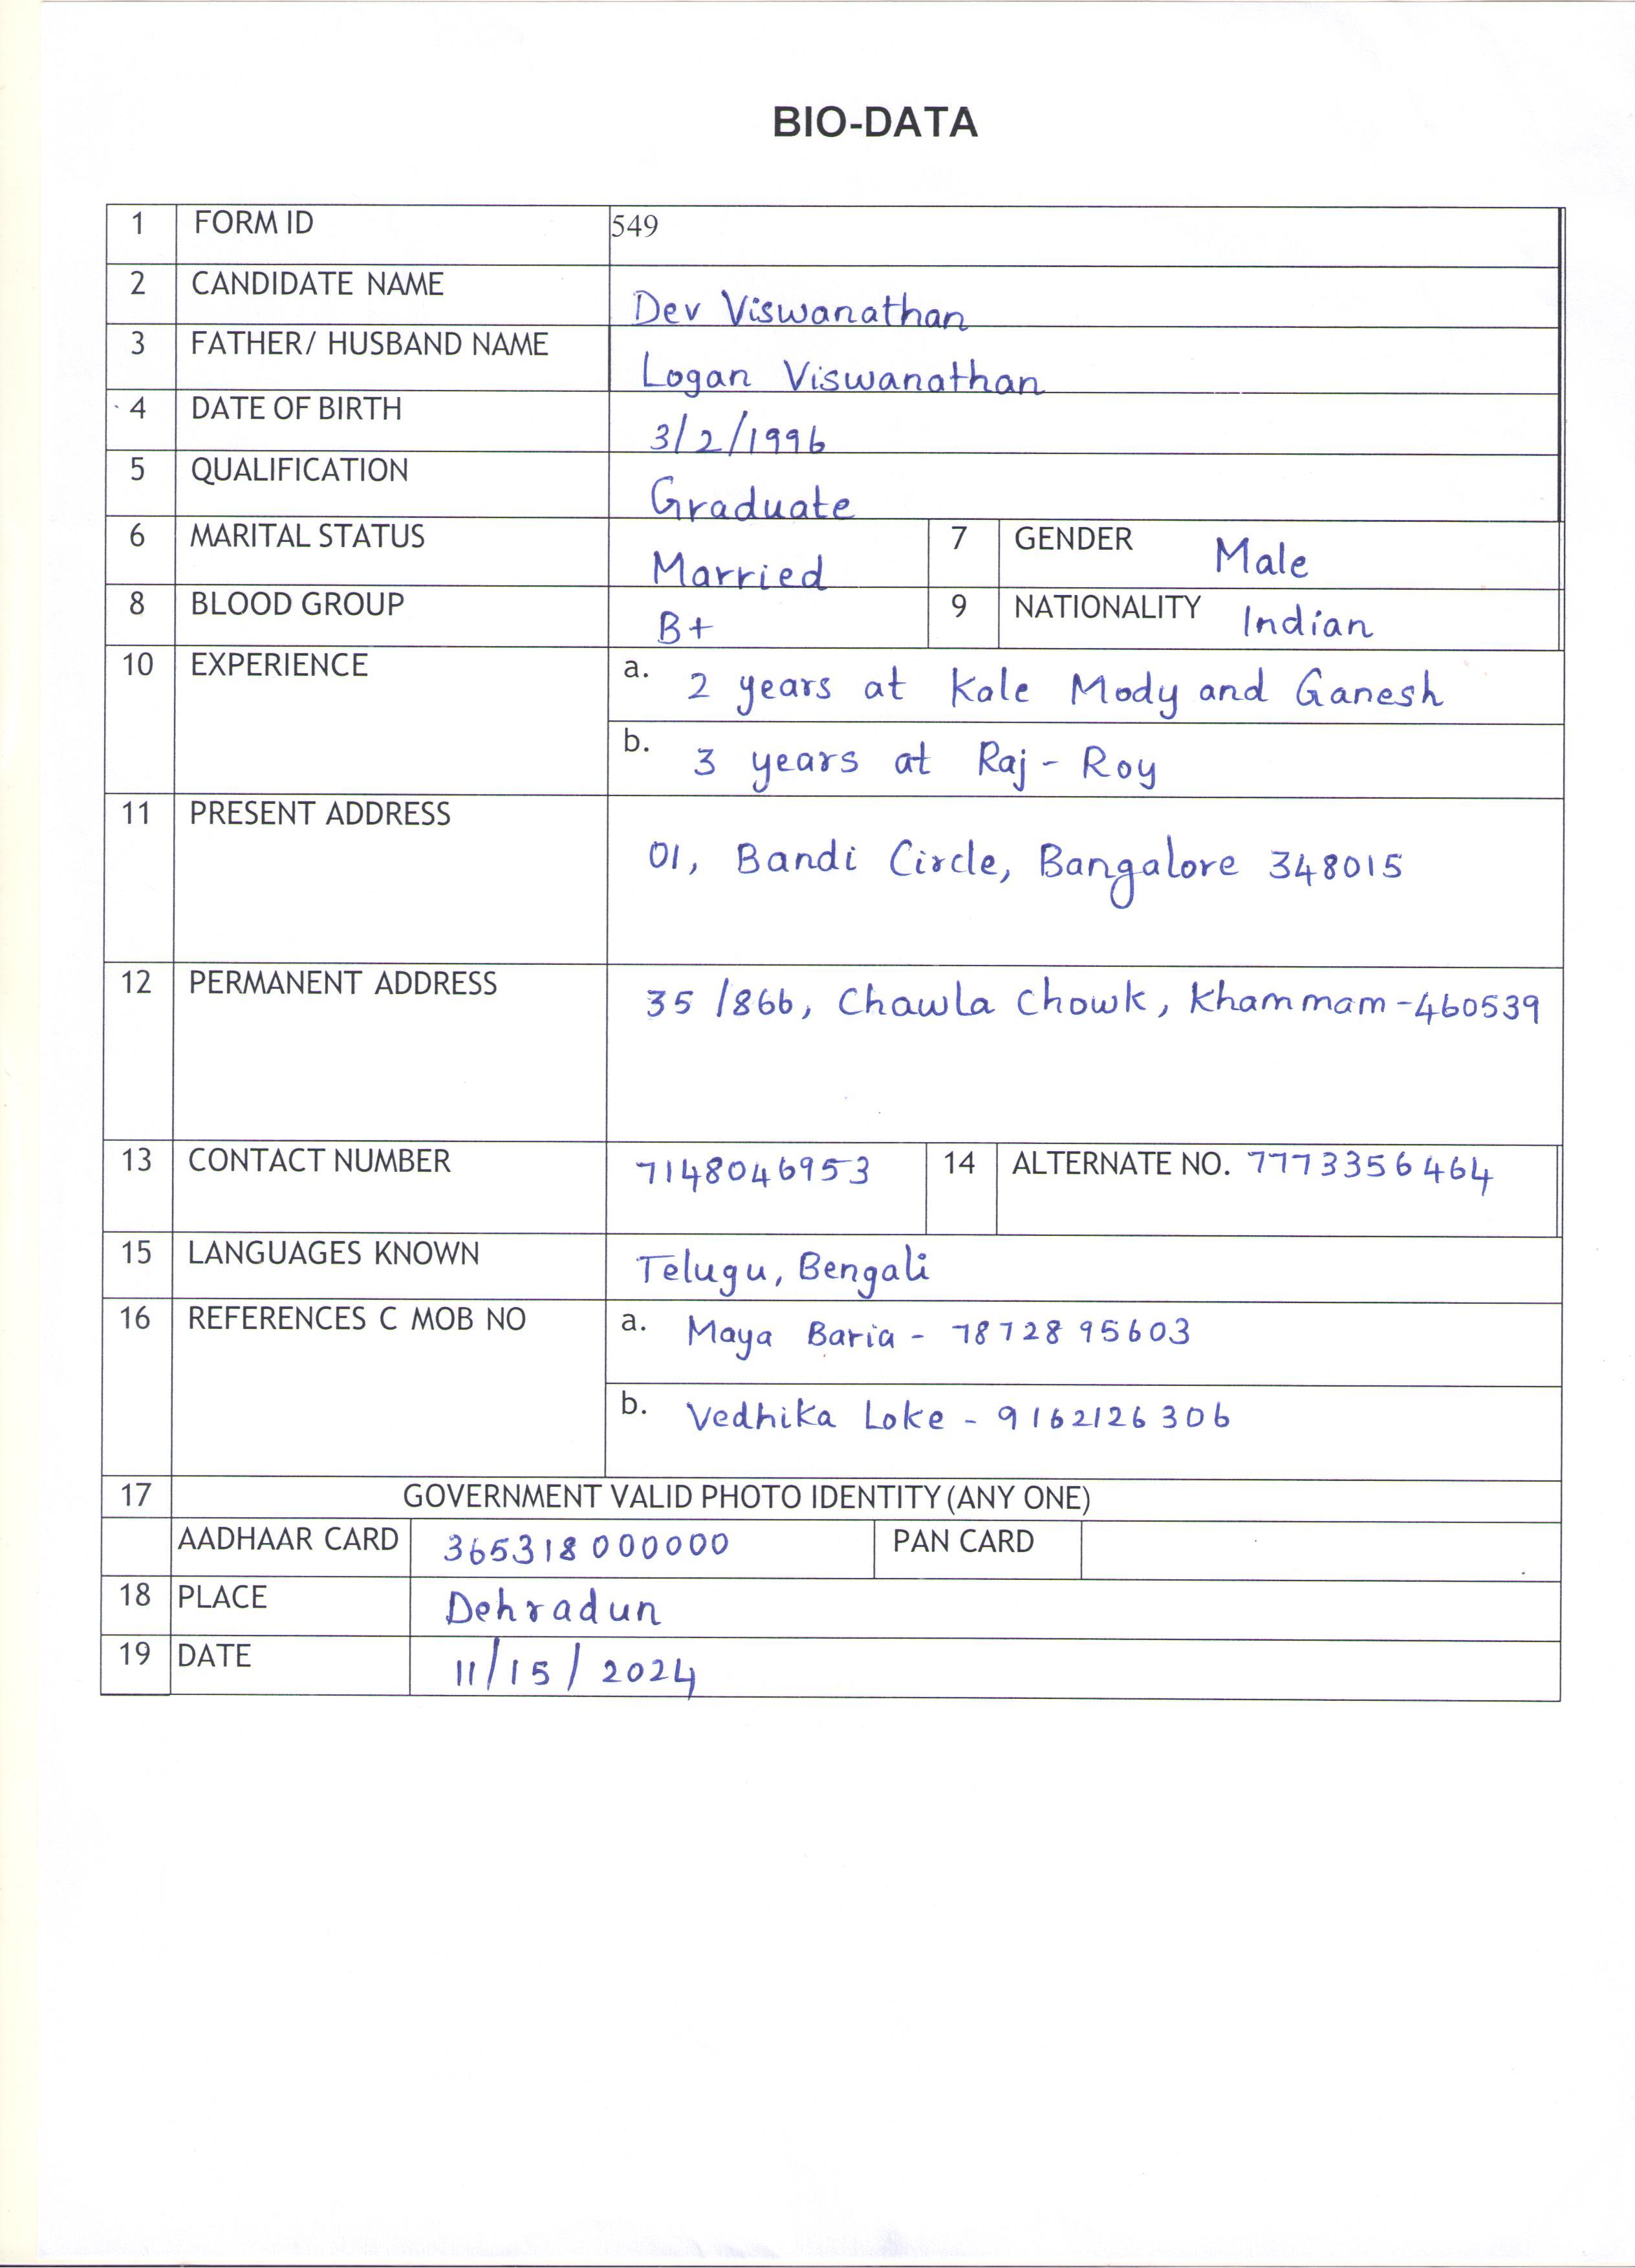 BIO-DATA
1 FORM ID 549
2 CANDIDATE NAME Dev Viswanathan
3 FATHER/ HUSBAND NAME Logan Viswanathan
4 DATE OF BIRTH 3/2/1996
5 QUALIFICATION Graduate
6 MARITAL STATUS Married 7 GENDER Male
8 BLOOD GROUP B+ 9 NATIONALITY Indian
10 EXPERIENCE a. 2 years at Kale Mody and Ganesh
b. 3 years at Raj - Roy
11 PRESENT ADDRESS 01, Bandi Circle, Bangalore 348015
12 PERMANENT ADDRESS 35/866, Chawla Chowk, Khammam-460539
13 CONTACT NUMBER 7148046953 14 ALTERNATE NO. 7773356464
15 LANGUAGES KNOWN Telugu, Bengali
16 REFERENCES C MOB NO a. Maya Baria - 7872895603
b. Vedhika Loke - 9162126306
17 GOVERNMENT VALID PHOTO IDENTITY (ANY ONE)
AADHAAR CARD 365318000000 PAN CARD
18 PLACE Dehradun
19 DATE 11/15/2024